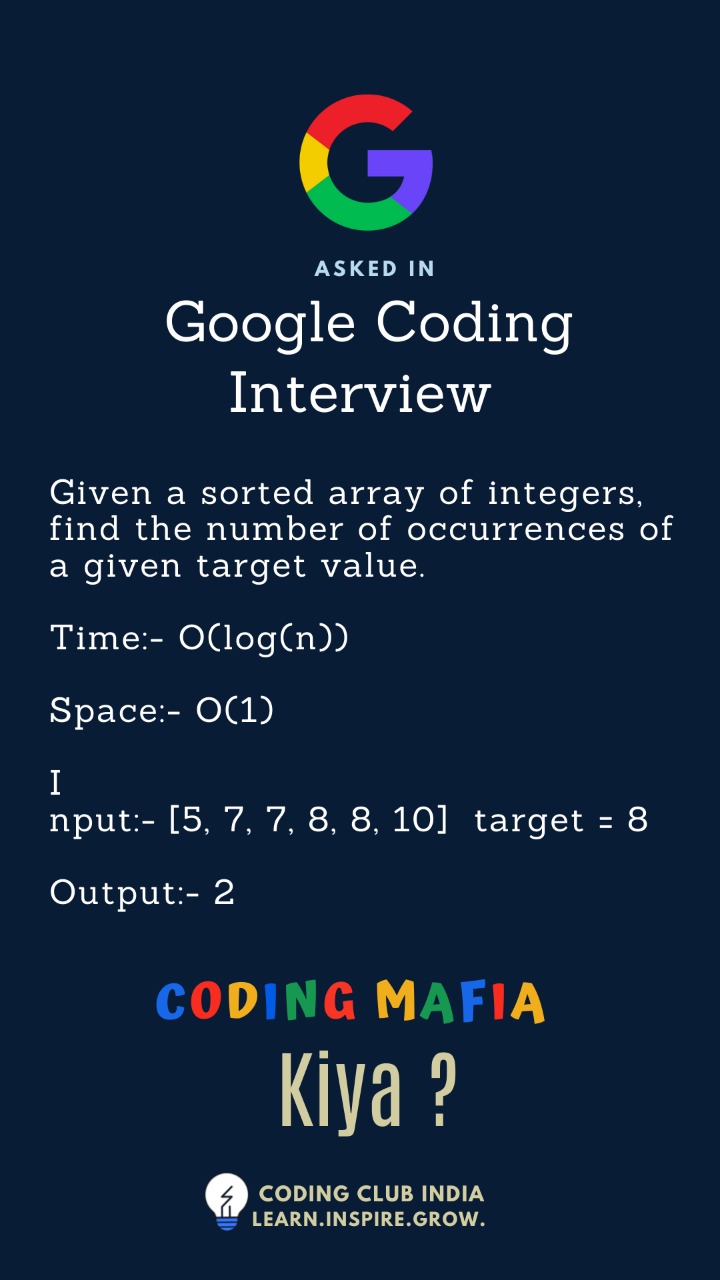 ASKED IN
Google Coding
Interview
Given a sorted array of integers,
find the number of occurrences of
a given target value.
Time:- O(log(n))
Space:- O(1)
I
nput:- [5, 7, 7, 8, 8, 10]  target = 8
Output:- 2
CODING MAFIA
Kiya ?
CODING CLUB INDIA
LEARN.INSPIRE.GROW.